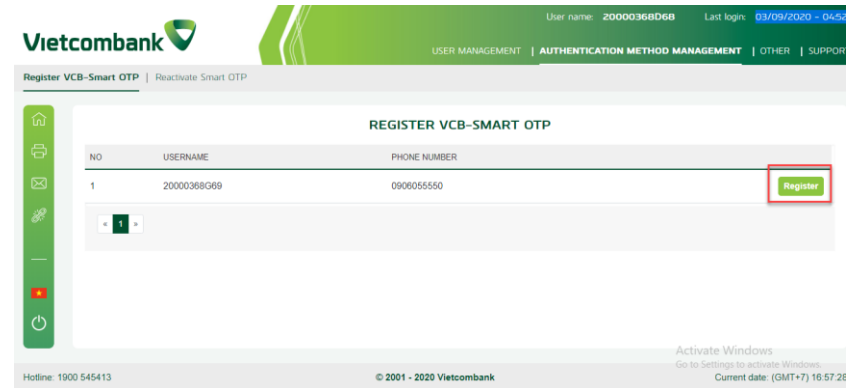 User name: 20000368D68 Last login: 03/09/2020 - 04:52
Vietcombank
USER MANAGEMENT | AUTHENTICATION METHOD MANAGEMENT | OTHER | SUPPORT
Register VCB-Smart OTP | Reactivate Smart OTP
REGISTER VCB-SMART OTP
NO USERNAME PHONE NUMBER
1 20000368G69 0906055550 Register
« 1 »
Activate Windows
Go to Settings to activate Windows.
Hotline: 1900 545413 © 2001 - 2020 Vietcombank Current date: (GMT+7) 16:57:28